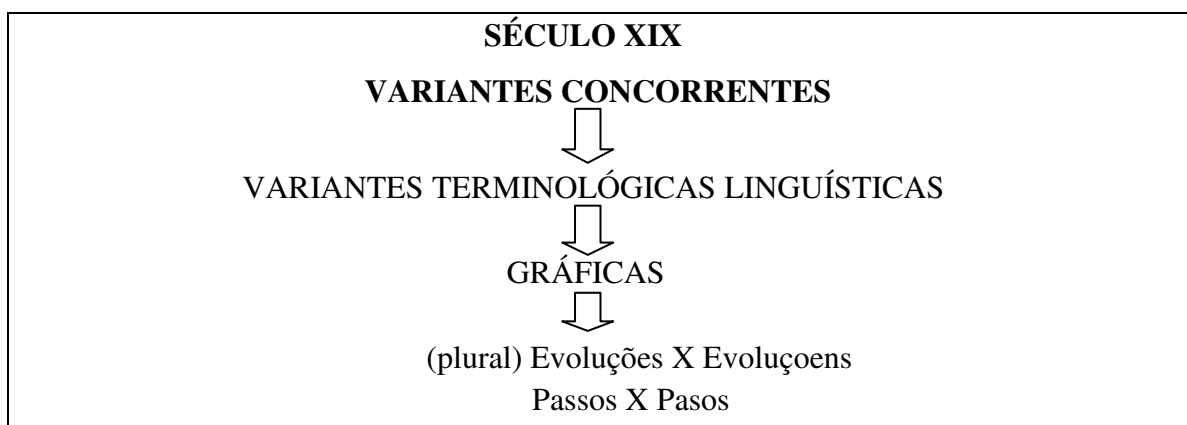 SÉCULO XIX
VARIANTES CONCORRENTES
VARIANTES TERMINOLÓGICAS LINGUÍSTICAS
GRÁFICAS
(plural) Evoluções X Evoluçoens
Passos X Pasos